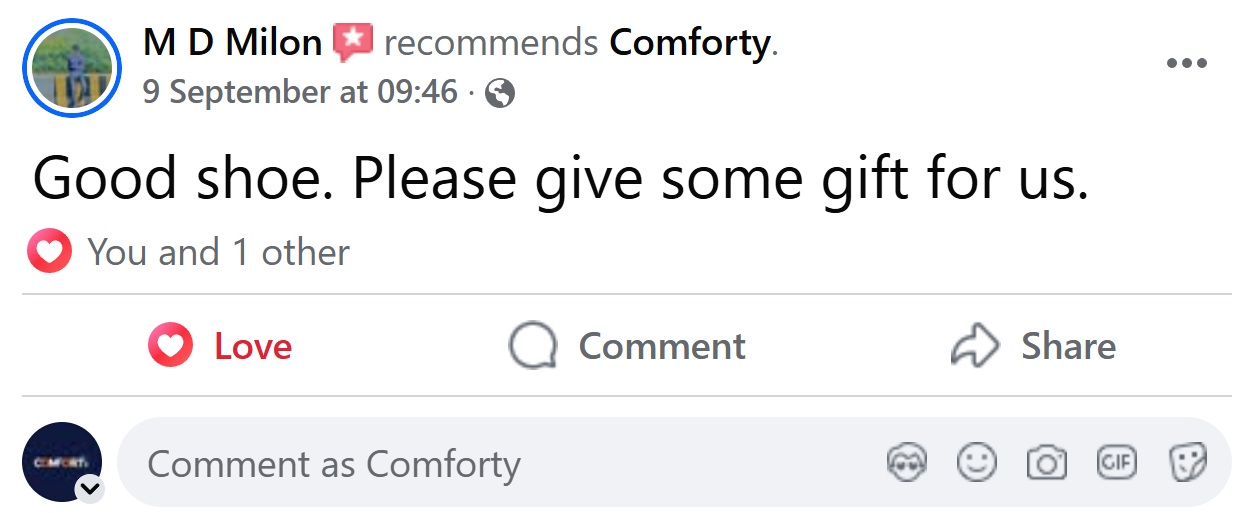 M D Milon recommends Comforty.
9 September at 09:46 ·
Good shoe. Please give some gift for us.
You and 1 other
Love Comment Share
Comment as Comforty GIF